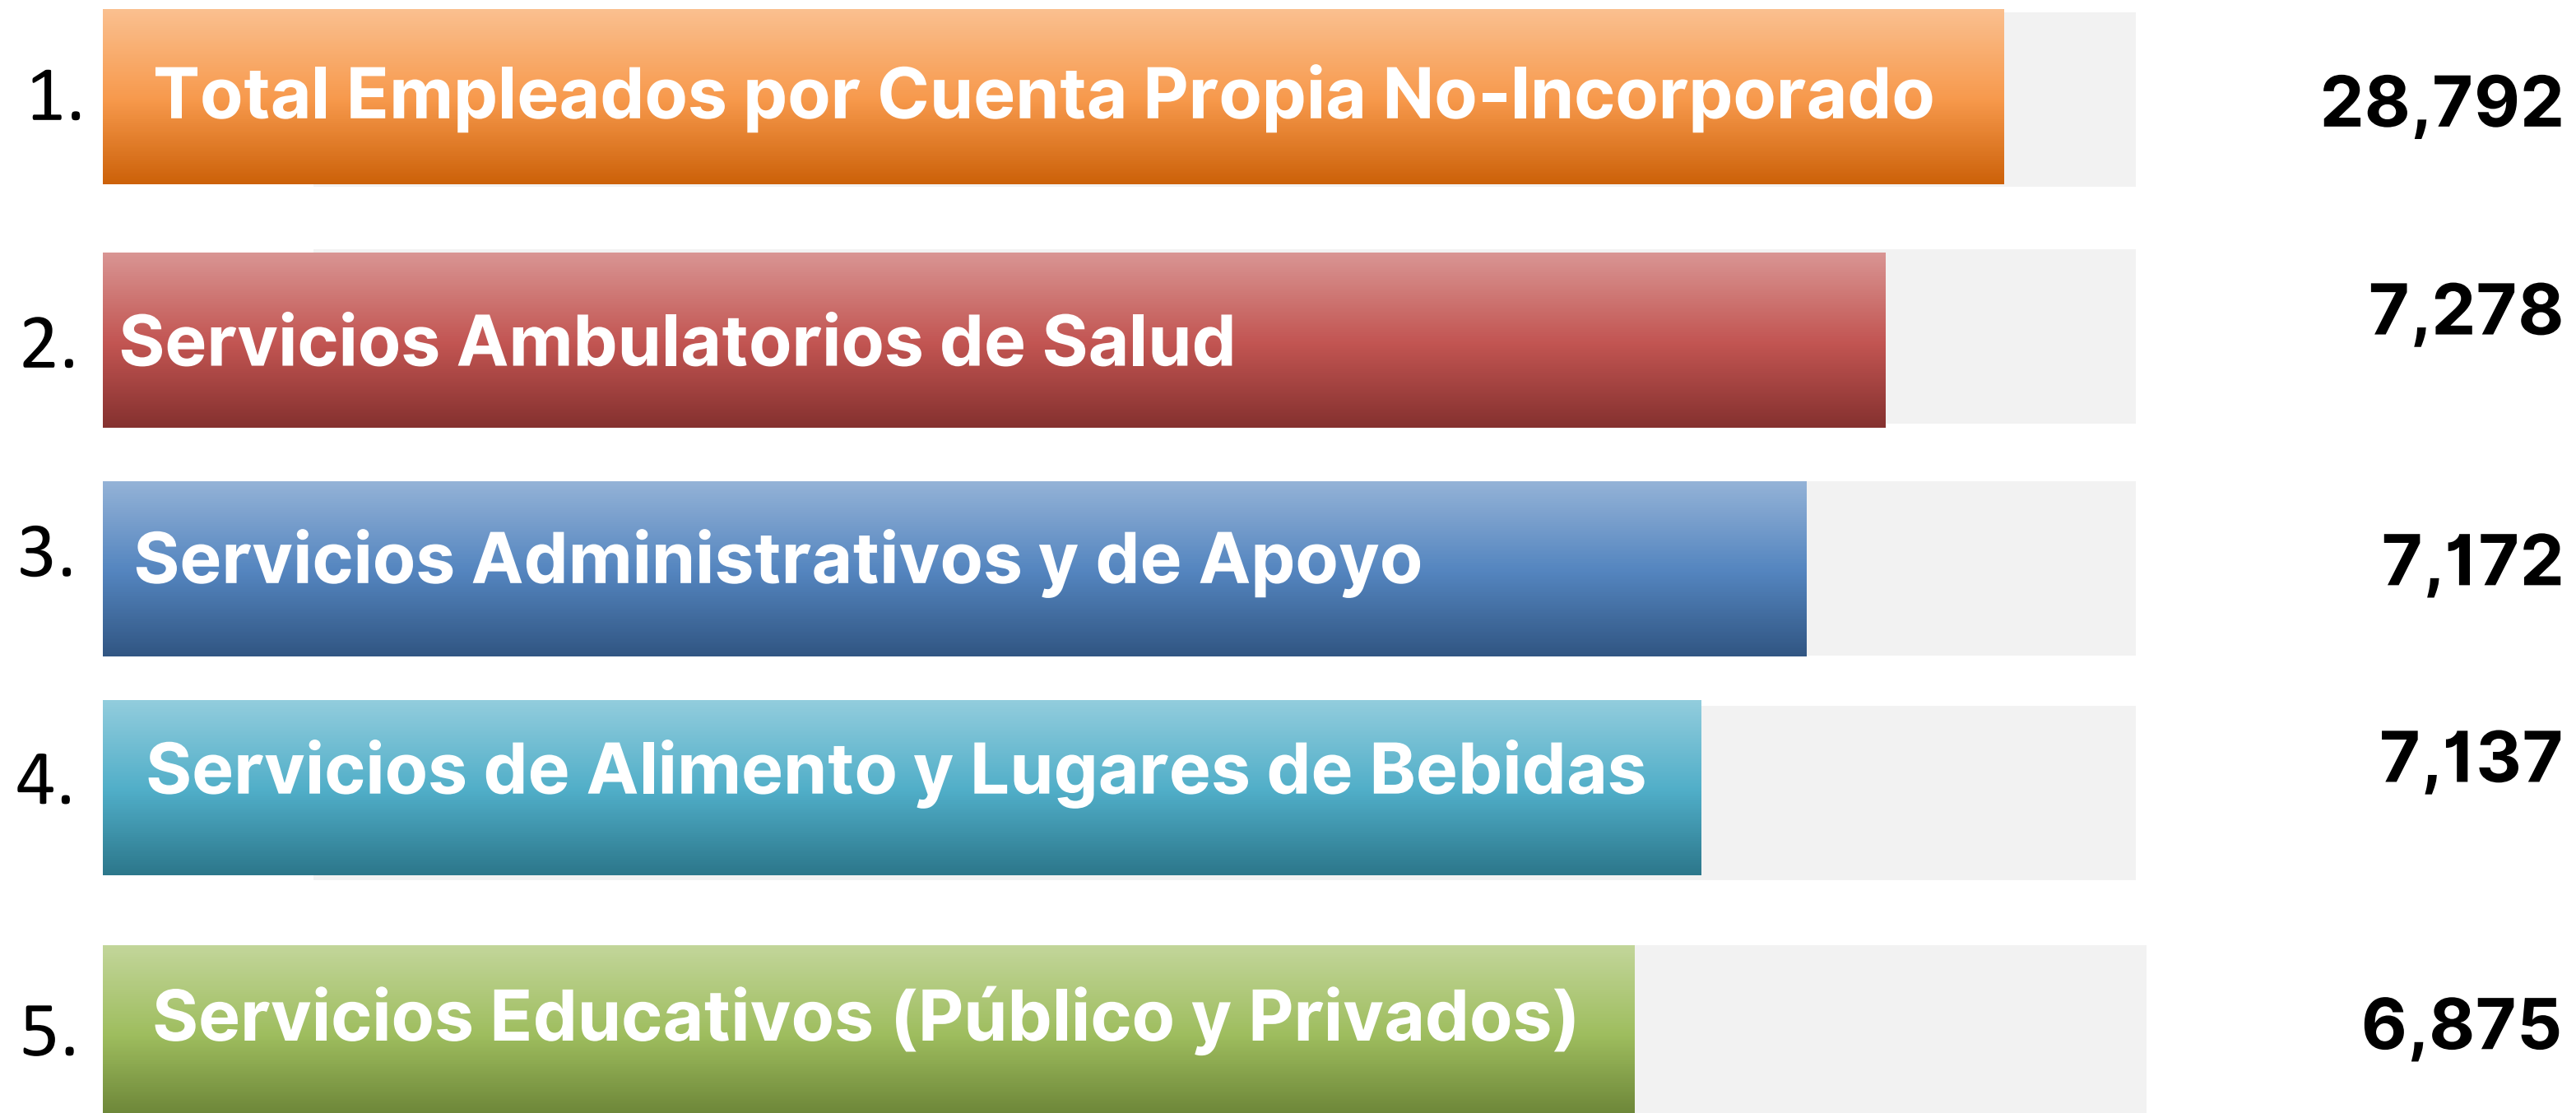 1. Total Empleados por Cuenta Propia No-Incorporado 28,792
2. Servicios Ambulatorios de Salud 7,278
3. Servicios Administrativos y de Apoyo 7,172
4. Servicios de Alimento y Lugares de Bebidas 7,137
5. Servicios Educativos (Público y Privados) 6,875